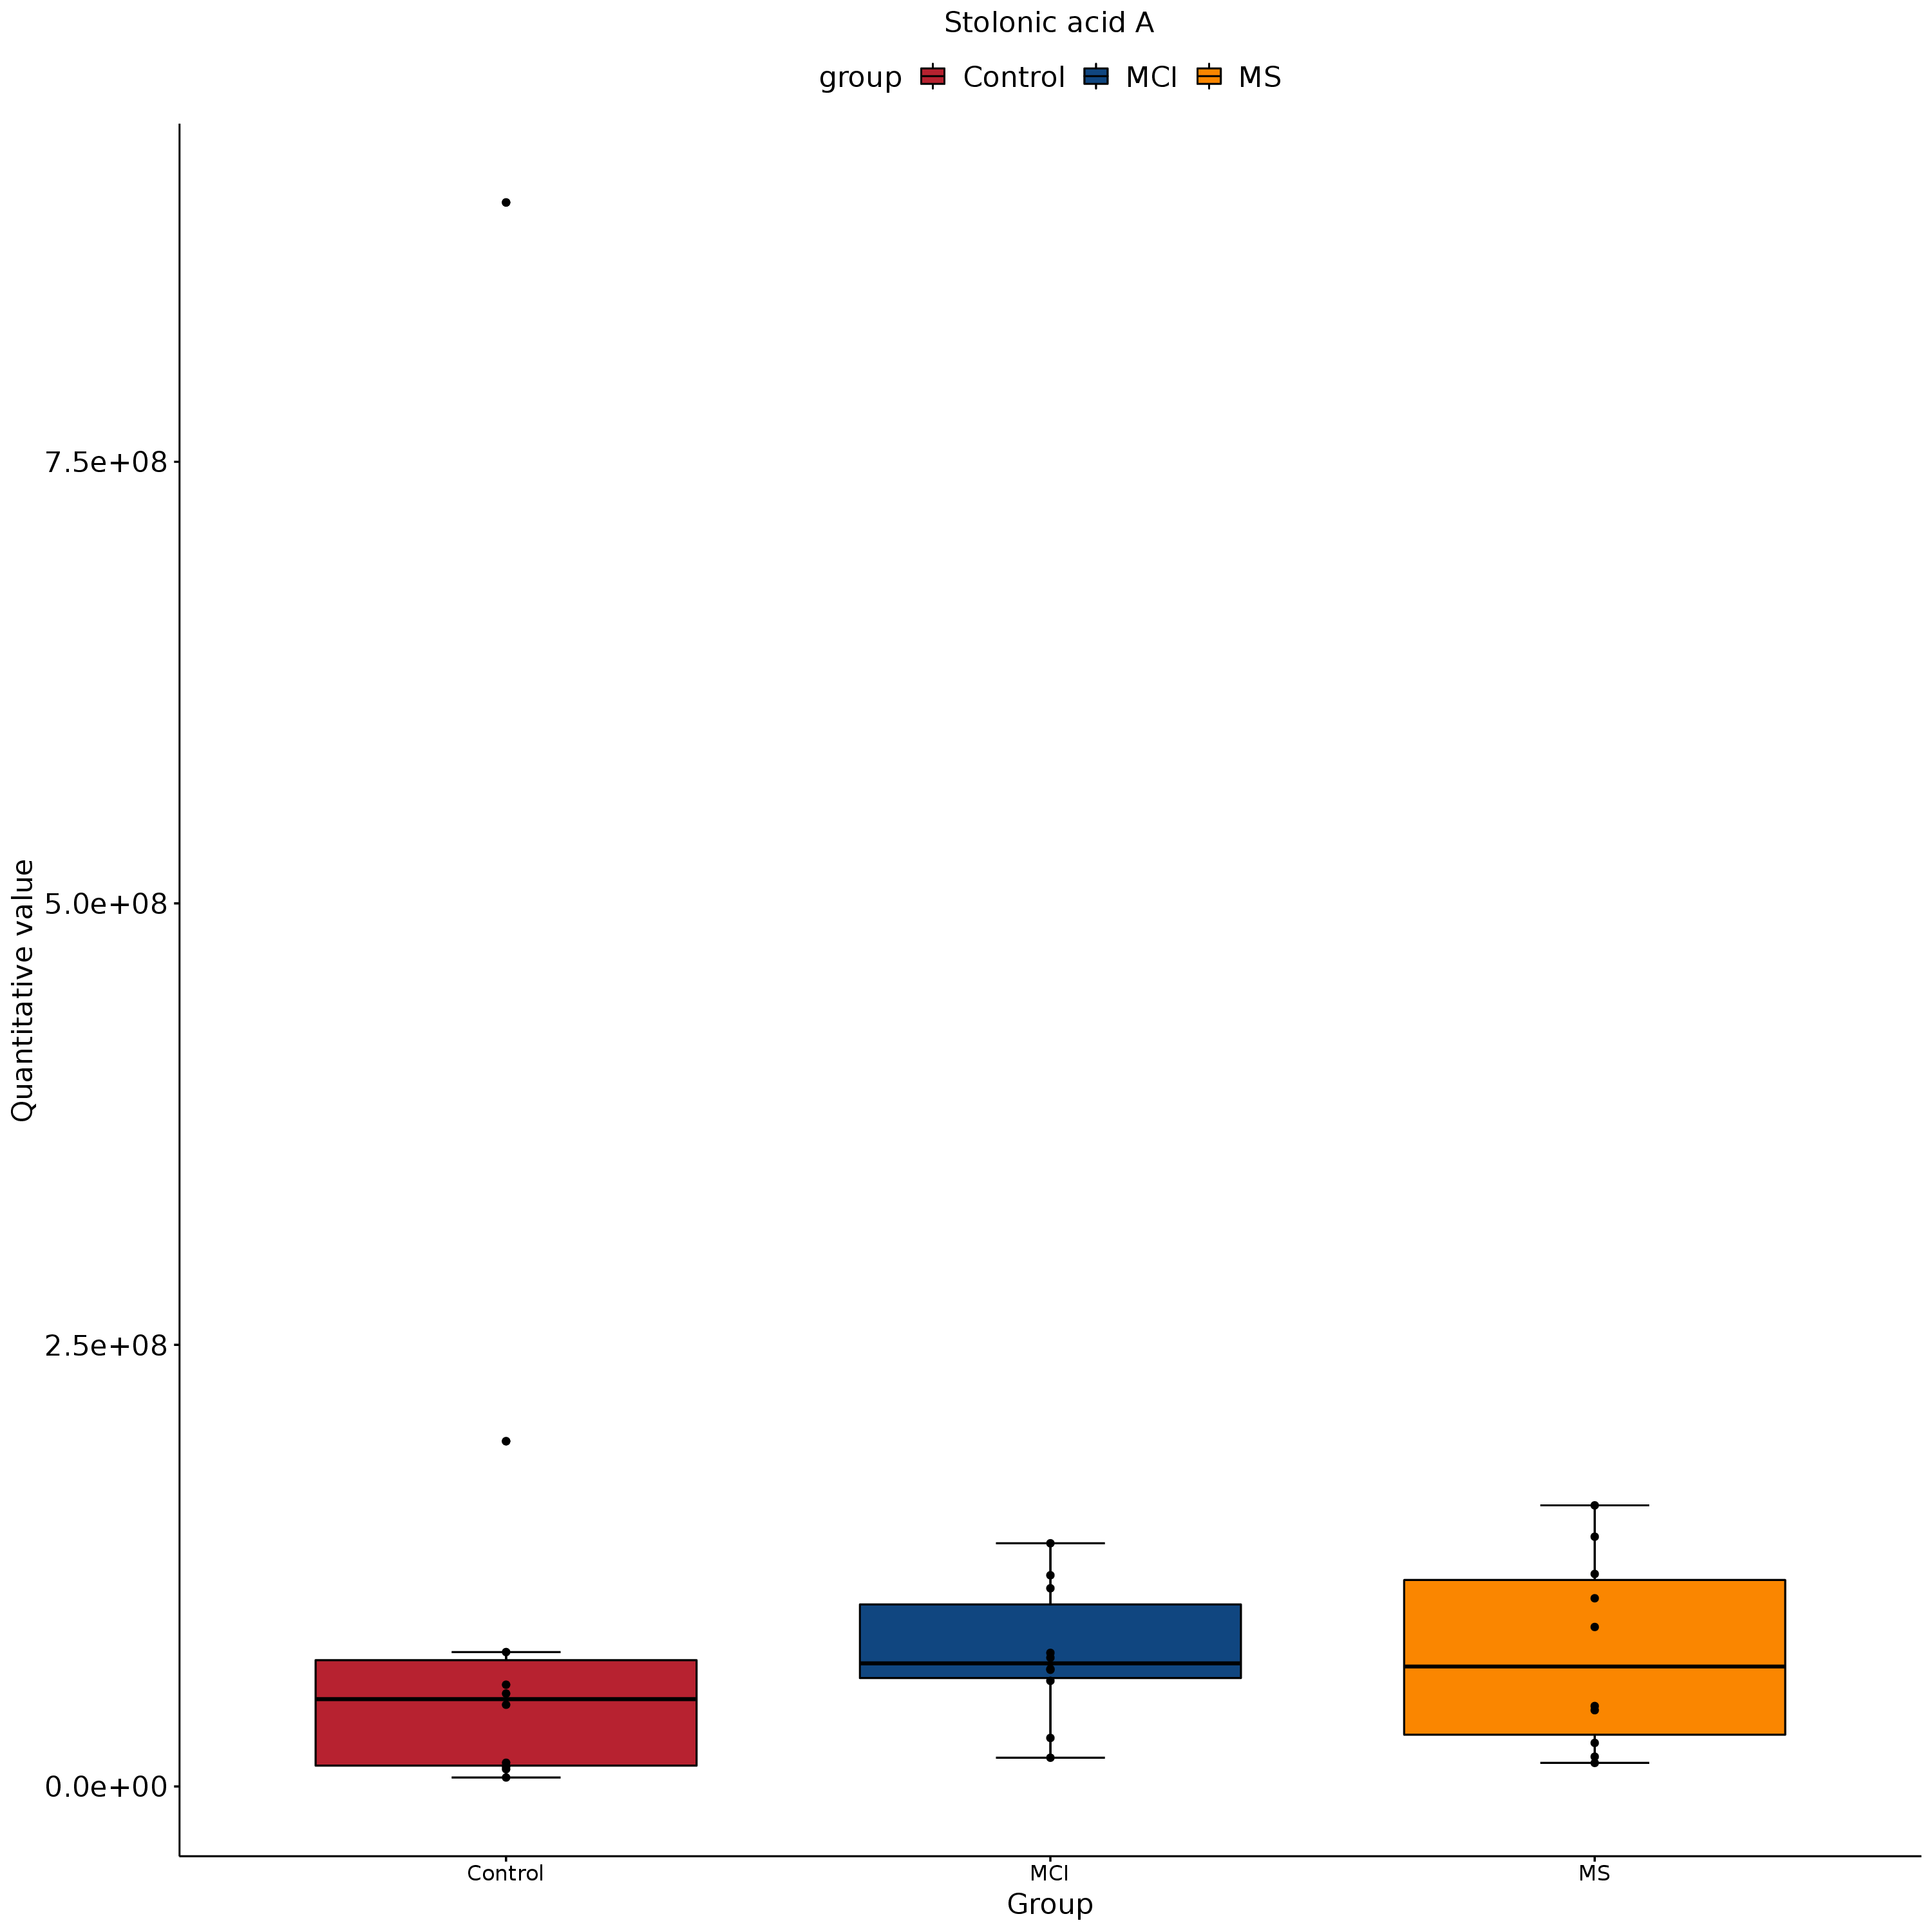 Stolonic acid A
group Control MCI MS
Quantitative value
7.5e+08
5.0e+08
2.5e+08
0.0e+00
Control MCI MS
Group